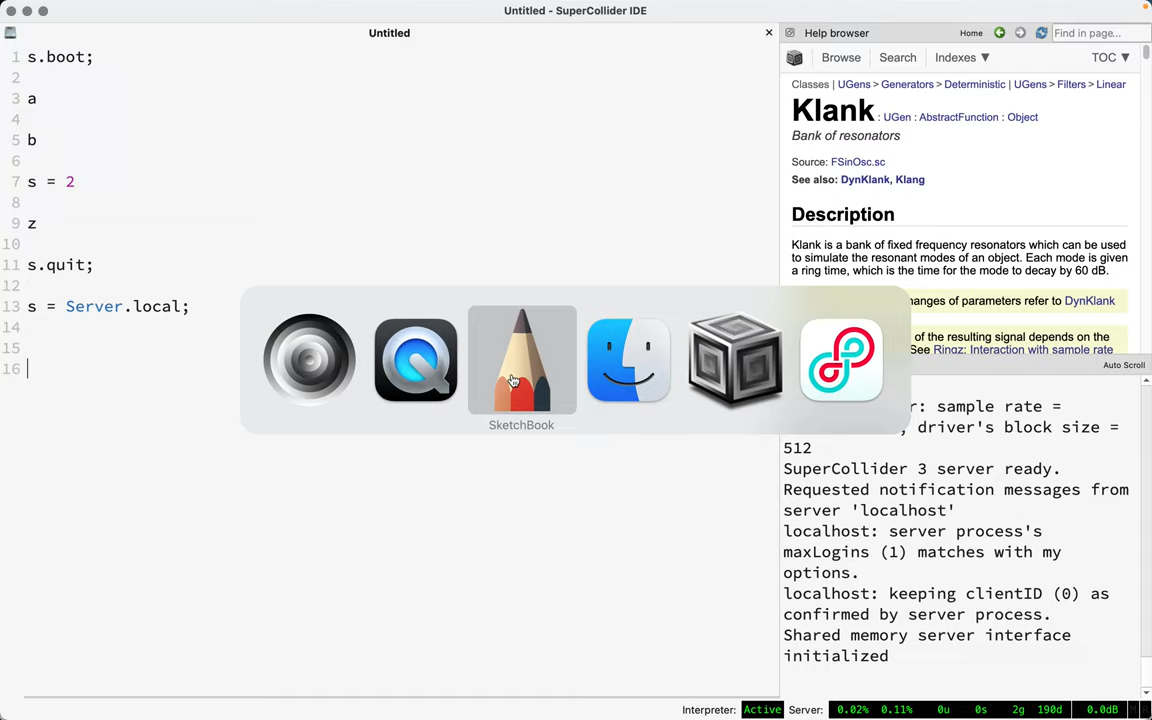 Untitled - SuperCollider IDE
Untitled
1 s.boot;
2
3 a
4
5 b
6
7 s = 2
8
9 z
10
11 s.quit;
12
13 s = Server.local;
14
15
16
SketchBook
Help browser
Home
Find in page...
Browse
Search
Indexes ▼
TOC ▼
Classes | UGens > Generators > Deterministic | UGens > Filters > Linear
Klank : UGen : AbstractFunction : Object
Bank of resonators
Source: FSinOsc.sc
See also: DynKlank, Klang
Description
Klank is a bank of fixed frequency resonators which can be used
to simulate the resonant modes of an object. Each mode is given
a ring time, which is the time for the mode to decay by 60 dB.
anges of parameters refer to DynKlank
of the resulting signal depends on the
See Ringz: Interaction with sample rate
Auto Scroll
r: sample rate =
, driver's block size =
512
SuperCollider 3 server ready.
Requested notification messages from
server 'localhost'
localhost: server process's
maxLogins (1) matches with my
options.
localhost: keeping clientID (0) as
confirmed by server process.
Shared memory server interface
initialized
Interpreter: Active Server: 0.02% 0.11% 0u 0s 2g 190d 0.0dB